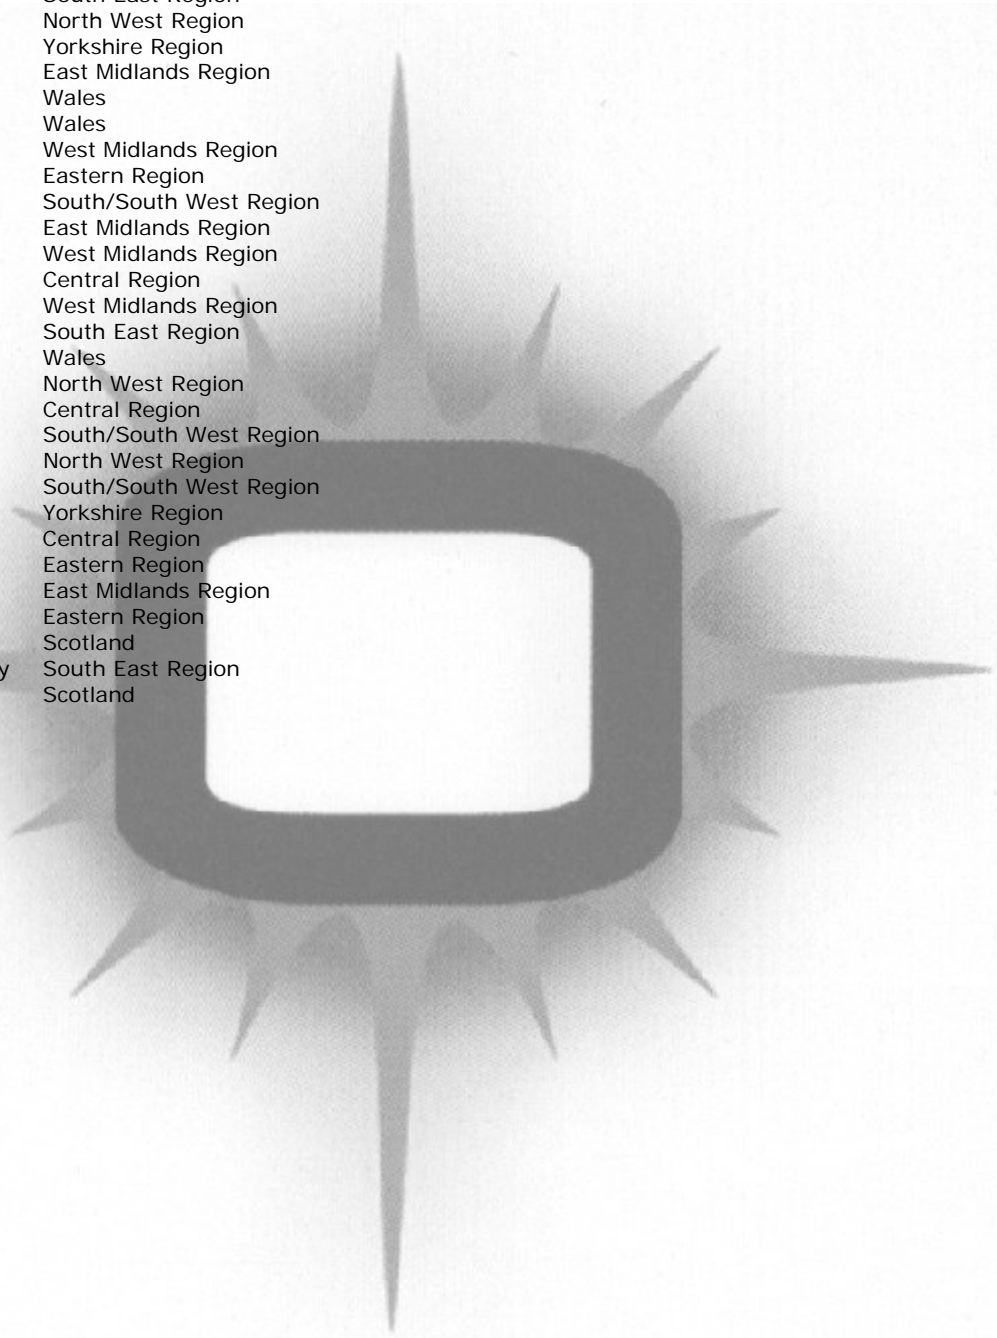 South East Region
North West Region
Yorkshire Region
East Midlands Region
Wales
Wales
West Midlands Region
Eastern Region
South/South West Region
East Midlands Region
West Midlands Region
Central Region
West Midlands Region
South East Region
Wales
North West Region
Central Region
South/South West Region
North West Region
South/South West Region
Yorkshire Region
Central Region
Eastern Region
East Midlands Region
Eastern Region
Scotland
y South East Region
Scotland